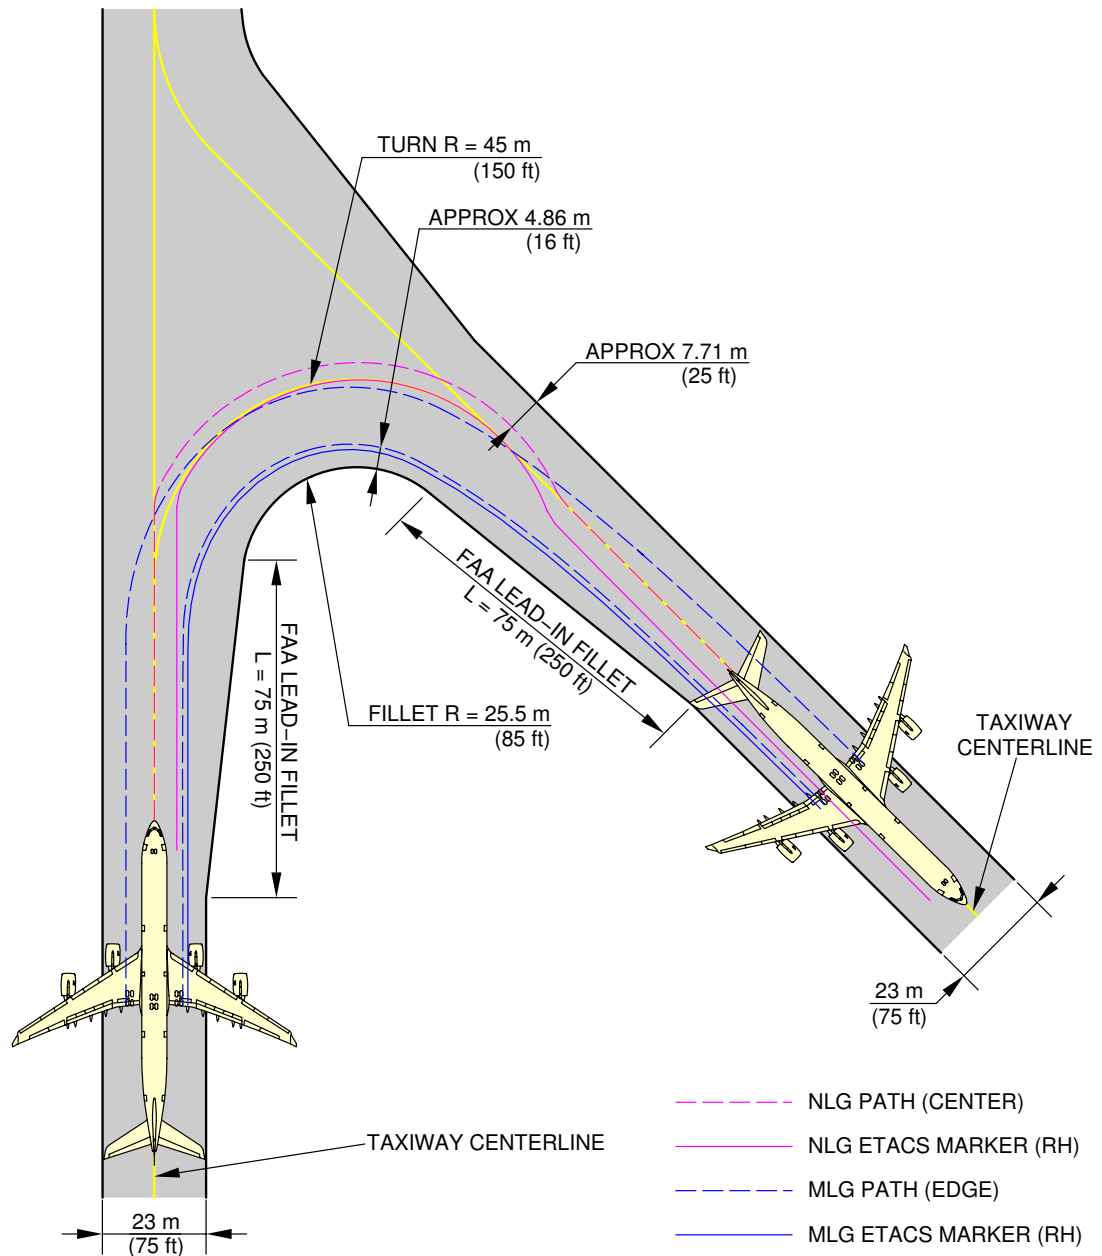 TURN R = 45 m
(150 ft)
APPROX 4.86 m
(16 ft)
APPROX 7.71 m
(25 ft)
FAA LEAD–IN FILLET
L = 75 m (250 ft)
FAA LEAD–IN FILLET
L = 75 m (250 ft)
FILLET R = 25.5 m
(85 ft)
TAXIWAY
CENTERLINE
23 m
(75 ft)
TAXIWAY CENTERLINE
23 m
(75 ft)
NLG PATH (CENTER)
NLG ETACS MARKER (RH)
MLG PATH (EDGE)
MLG ETACS MARKER (RH)